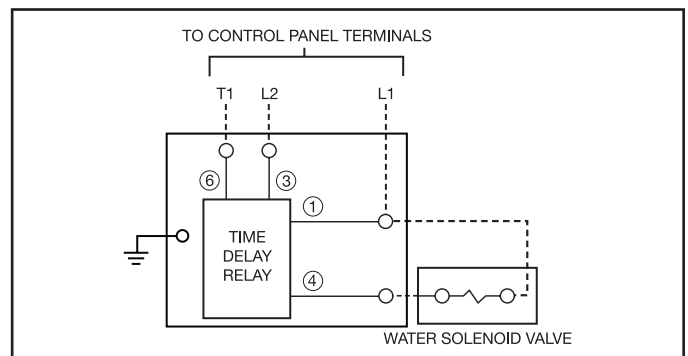 TO CONTROL PANEL TERMINALS
T1 L2 L1
6 3
1
TIME
DELAY
RELAY
4
WATER SOLENOID VALVE